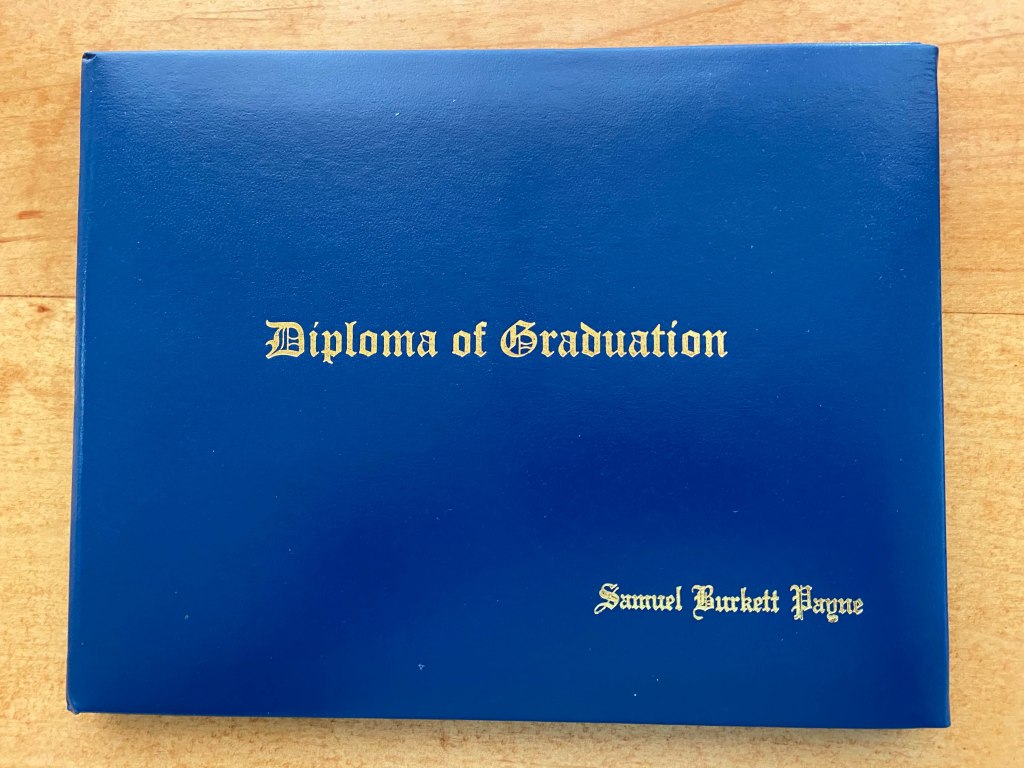 Diploma of Graduation
Samuel Burkett Payne